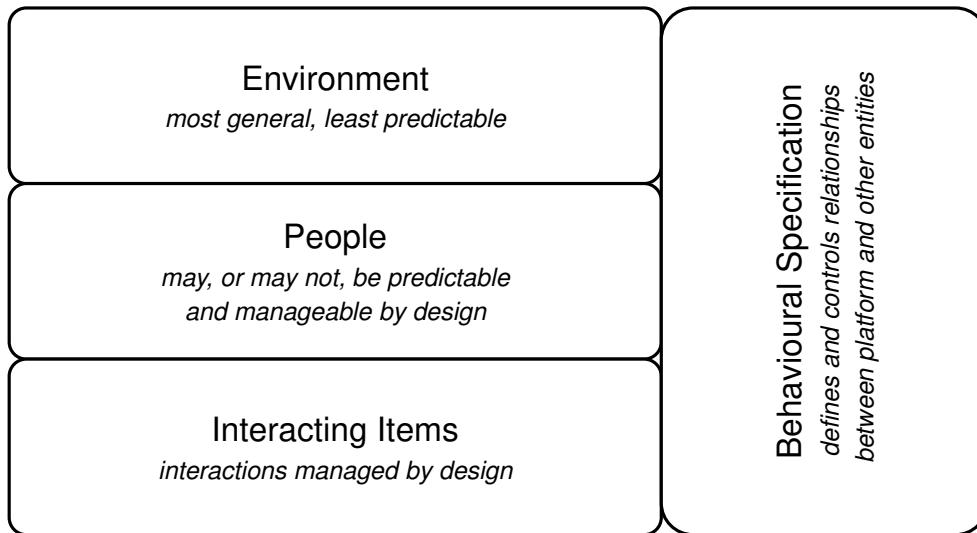 Environment
most general, least predictable
People
may, or may not, be predictable
and manageable by design
Interacting Items
interactions managed by design
Behavioural Specification
defines and controls relationships
between platform and other entities